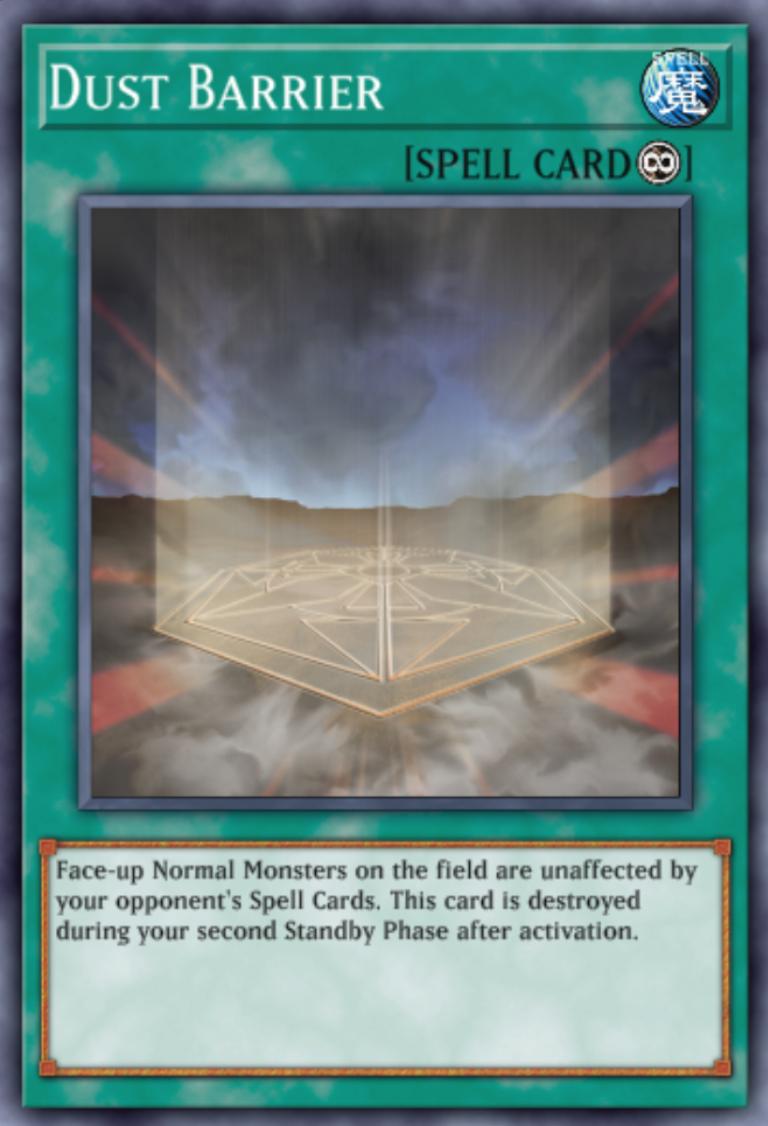 DUST BARRIER
SPELL
魔
[SPELL CARD]
Face-up Normal Monsters on the field are unaffected by
your opponent's Spell Cards. This card is destroyed
during your second Standby Phase after activation.